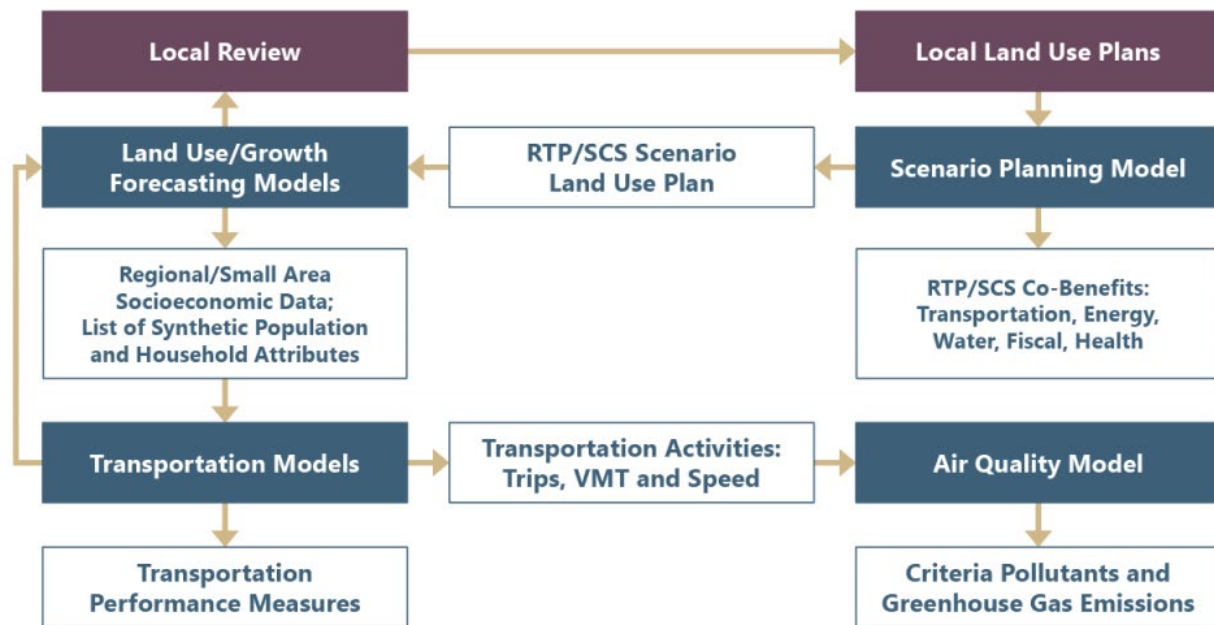 Local Review
Local Land Use Plans
Land Use/Growth
Forecasting Models
RTP/SCS Scenario
Land Use Plan
Scenario Planning Model
Regional/Small Area
Socioeconomic Data;
List of Synthetic Population
and Household Attributes
RTP/SCS Co-Benefits:
Transportation, Energy,
Water, Fiscal, Health
Transportation Models
Transportation Activities:
Trips, VMT and Speed
Air Quality Model
Transportation
Performance Measures
Criteria Pollutants and
Greenhouse Gas Emissions